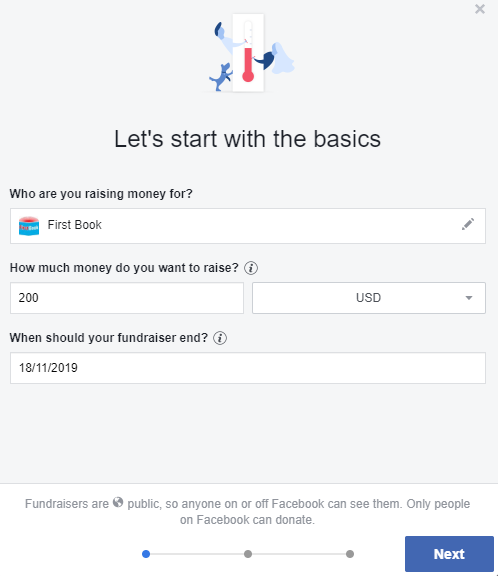 Let's start with the basics
Who are you raising money for?
First Book
How much money do you want to raise?
200 USD
When should your fundraiser end?
18/11/2019
Fundraisers are public, so anyone on or off Facebook can see them. Only people
on Facebook can donate.
Next